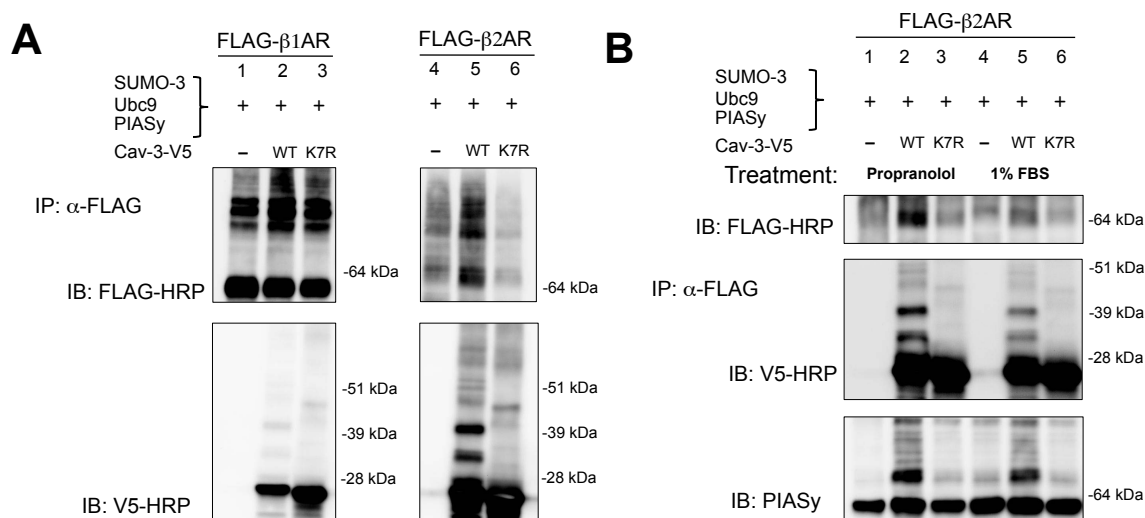 A
FLAG-β1AR
FLAG-β2AR
1 2 3 4 5 6
SUMO-3
Ubc9 + + + + + +
PIASy
Cav-3-V5 – WT K7R – WT K7R
IP: α-FLAG
-64 kDa
-64 kDa
IB: FLAG-HRP
-51 kDa -51 kDa
-39 kDa -39 kDa
-28 kDa -28 kDa
IB: V5-HRP
B
FLAG-β2AR
1 2 3 4 5 6
SUMO-3
Ubc9 + + + + + +
PIASy
Cav-3-V5 – WT K7R – WT K7R
Treatment: Propranolol 1% FBS
IB: FLAG-HRP -64 kDa
-51 kDa
IP: α-FLAG
-39 kDa
-28 kDa
IB: V5-HRP
IB: PIASy -64 kDa